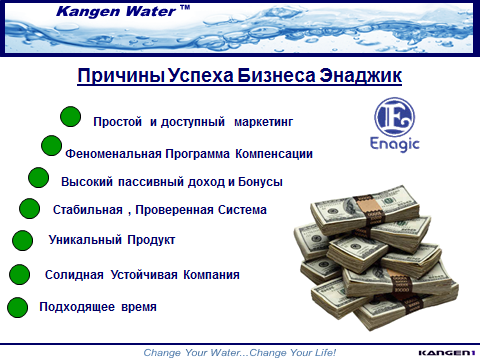 Kangen Water ™
Причины Успеха Бизнеса Энаджик
Простой и доступный маркетинг
Феноменальная Программа Компенсации
Высокий пассивный доход и Бонусы
Стабильная , Проверенная Система
Уникальный Продукт
Солидная Устойчивая Компания
Подходящее время
E
Enagic
Change Your Water...Change Your Life!
KANGEN1